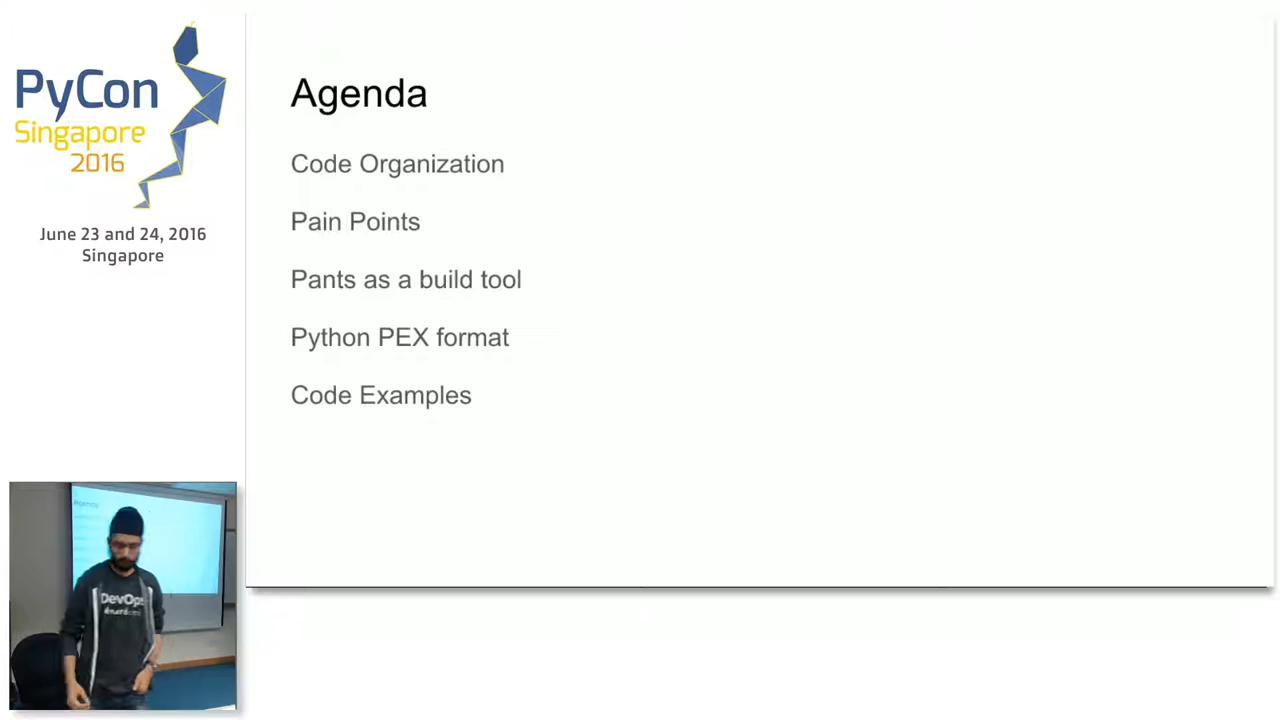 PyCon
Singapore
2016
June 23 and 24, 2016
Singapore
Agenda
Code Organization
Pain Points
Pants as a build tool
Python PEX format
Code Examples
DevOps